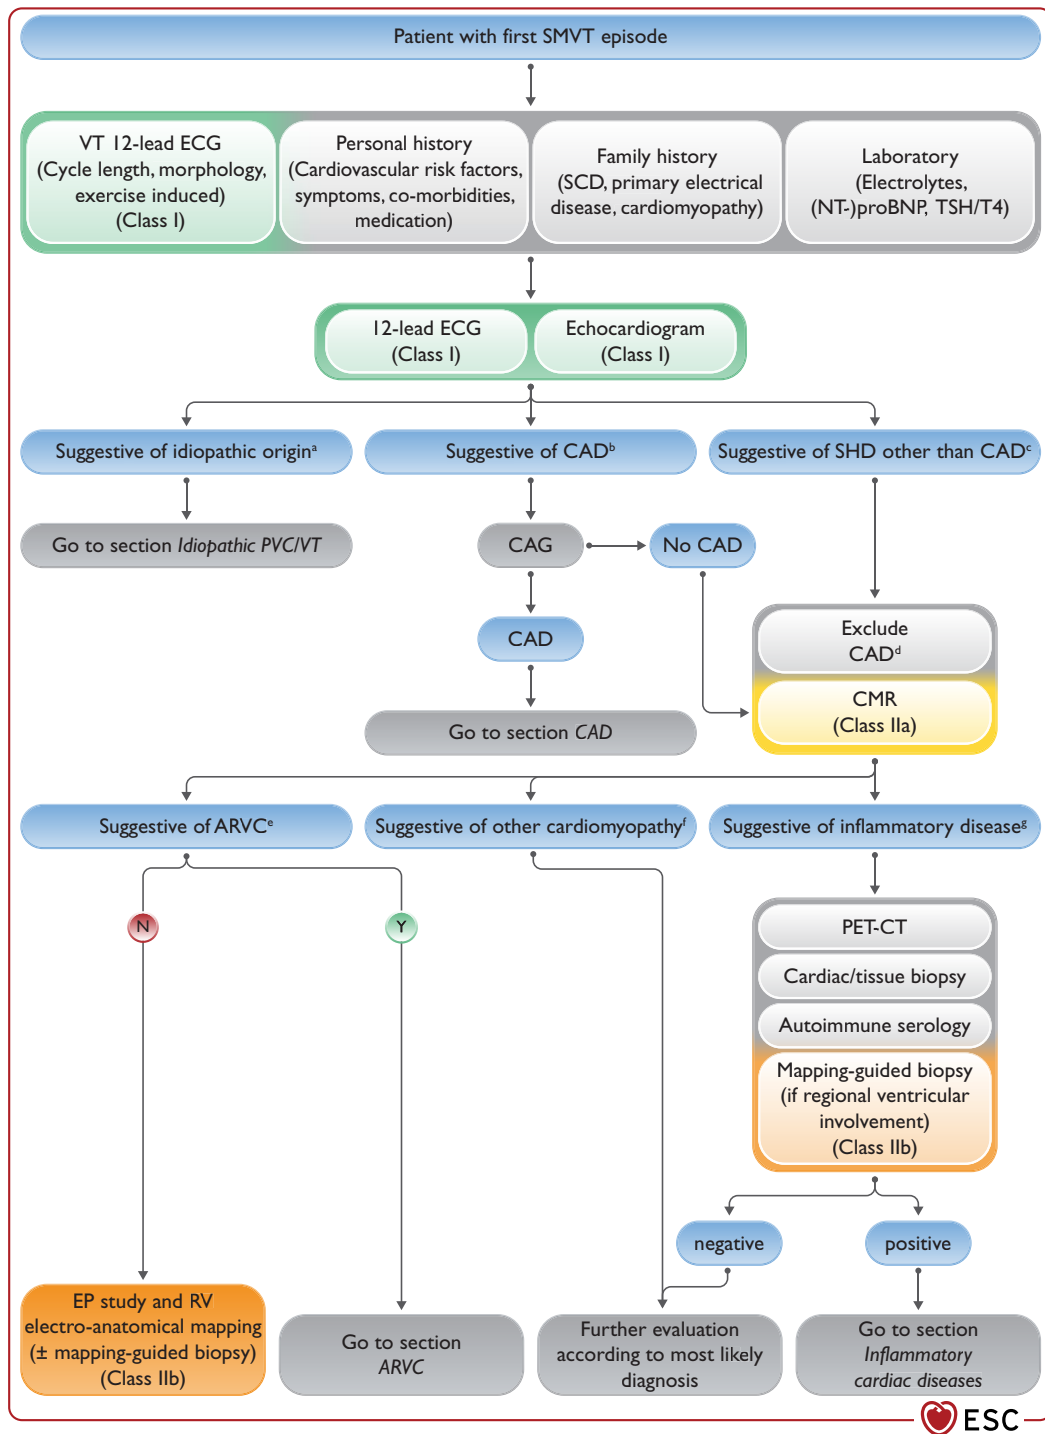 Patient with first SMVT episode
VT 12-lead ECG
(Cycle length, morphology,
exercise induced)
(Class I)
Personal history
(Cardiovascular risk factors,
symptoms, co-morbidities,
medication)
Family history
(SCD, primary electrical
disease, cardiomyopathy)
Laboratory
(Electrolytes,
(NT-)proBNP, TSH/T4)
12-lead ECG
(Class I)
Echocardiogram
(Class I)
Suggestive of idiopathic originᵃ
Suggestive of CADᵇ
Suggestive of SHD other than CADᶜ
Go to section Idiopathic PVC/VT
CAG
No CAD
CAD
Go to section CAD
Exclude
CADᵈ
CMR
(Class IIa)
Suggestive of ARVCᵉ
Suggestive of other cardiomyopathyᶠ
Suggestive of inflammatory diseaseᵍ
N
Y
PET-CT
Cardiac/tissue biopsy
Autoimmune serology
Mapping-guided biopsy
(if regional ventricular
involvement)
(Class IIb)
negative
positive
EP study and RV
electro-anatomical mapping
(± mapping-guided biopsy)
(Class IIb)
Go to section
ARVC
Further evaluation
according to most likely
diagnosis
Go to section
Inflammatory
cardiac diseases
ESC